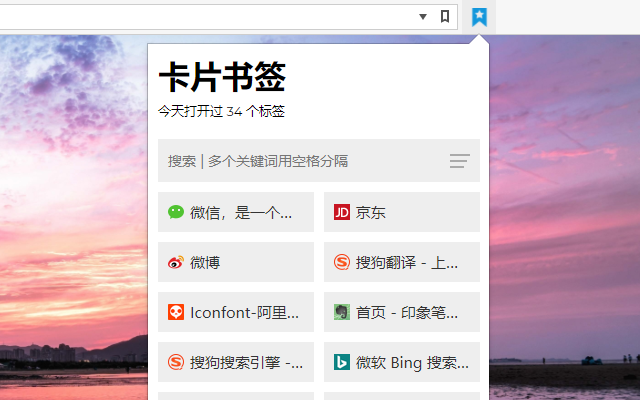 卡片书签
今天打开过 34 个标签
搜索 | 多个关键词用空格分隔
微信，是一个...
JD 京东
微博
搜狗翻译 - 上...
Iconfont-阿里...
首页 - 印象笔...
搜狗搜索引擎 -...
微软 Bing 搜索...